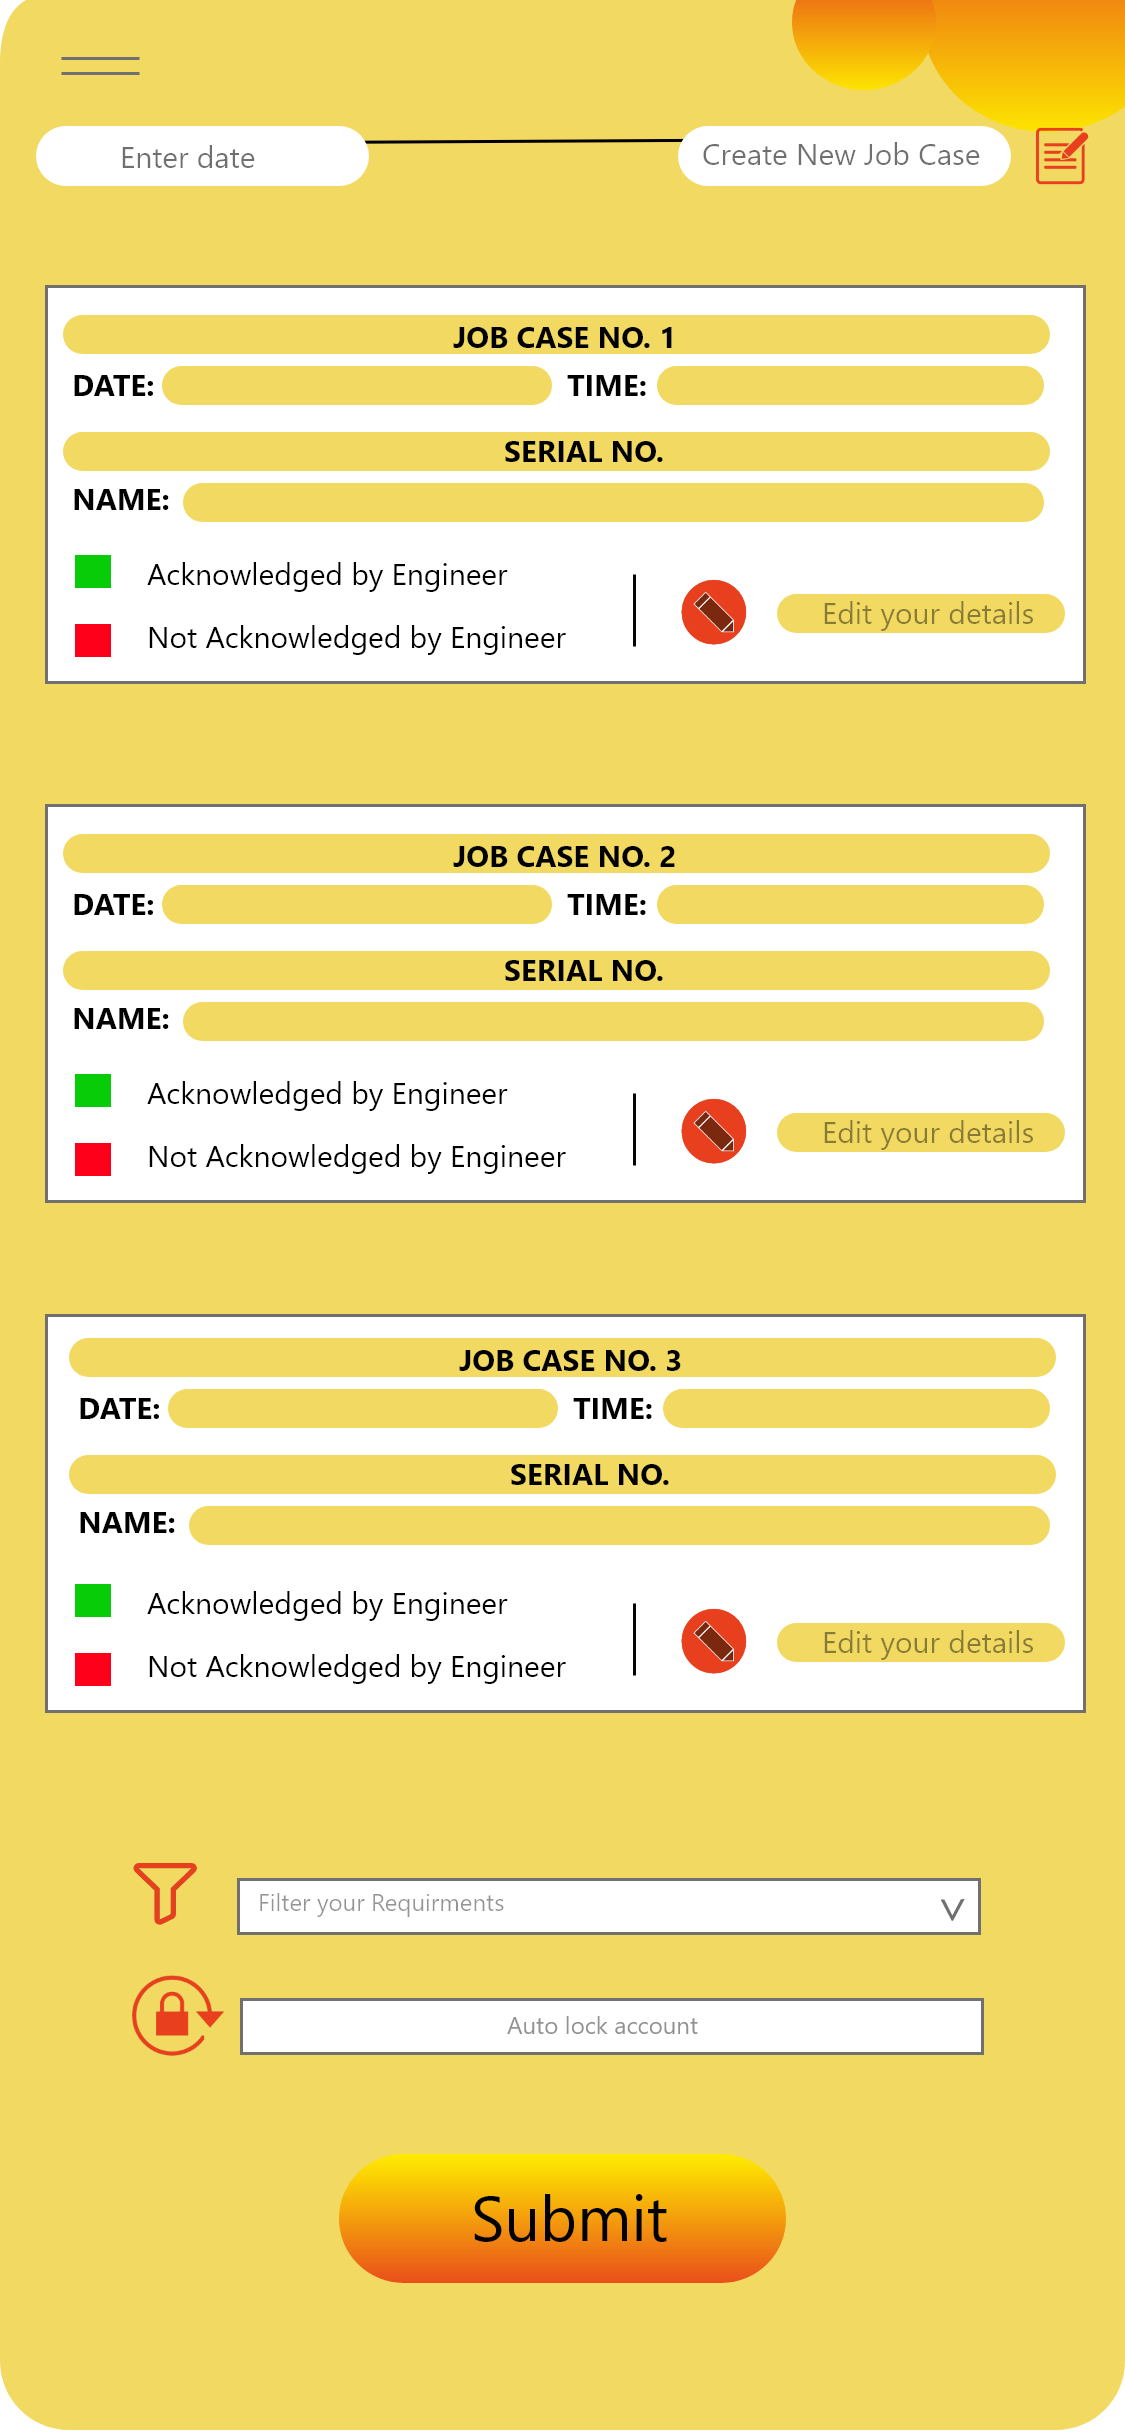 Enter date
Create New Job Case
JOB CASE NO. 1
DATE: TIME:
SERIAL NO.
NAME:
Acknowledged by Engineer
Edit your details
Not Acknowledged by Engineer
JOB CASE NO. 2
DATE: TIME:
SERIAL NO.
NAME:
Acknowledged by Engineer
Edit your details
Not Acknowledged by Engineer
JOB CASE NO. 3
DATE: TIME:
SERIAL NO.
NAME:
Acknowledged by Engineer
Edit your details
Not Acknowledged by Engineer
Filter your Requirments
Auto lock account
Submit